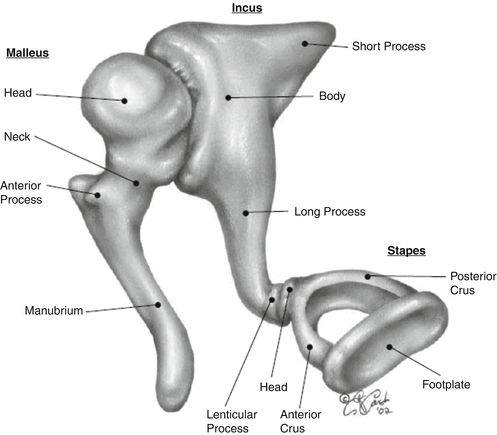 Incus
Short Process
Malleus
Head
Body
Neck
Anterior
Process
Long Process
Stapes
Posterior
Crus
Manubrium
Head
Footplate
Lenticular
Process
Anterior
Crus
'02